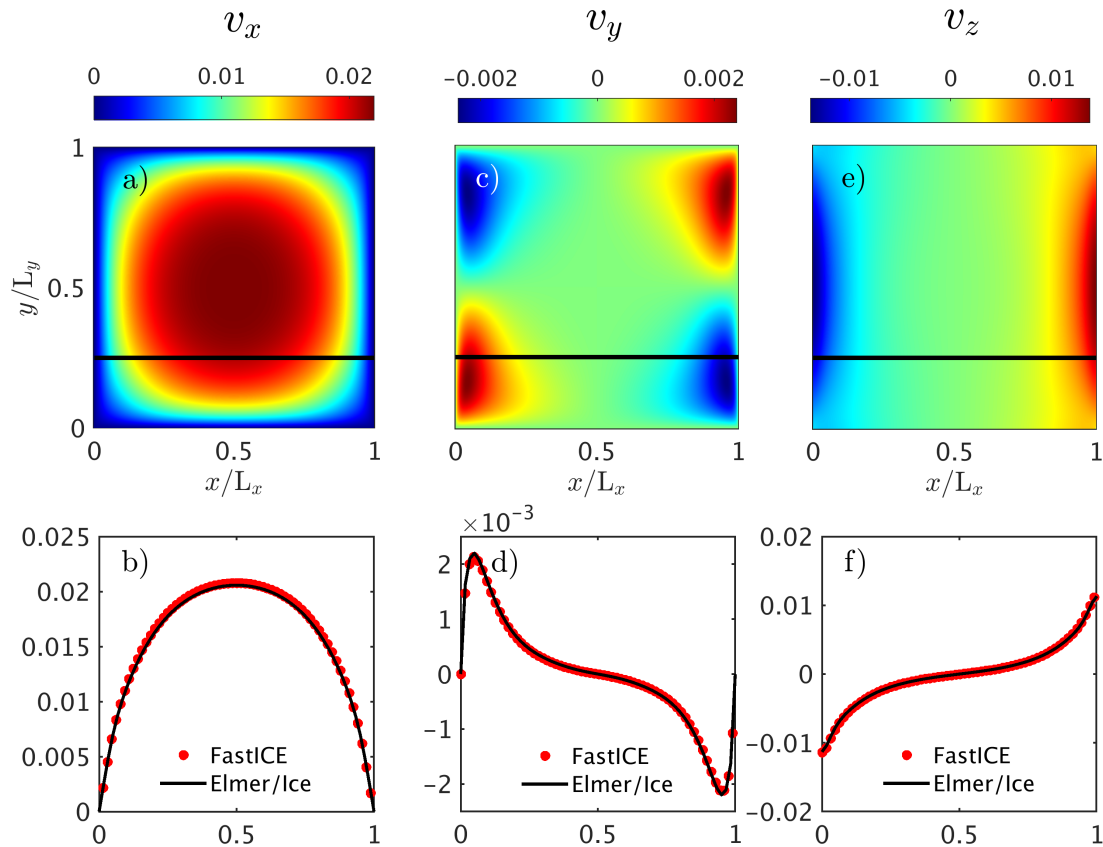 v_x v_y v_z
0 0.01 0.02 −0.002 0 0.002 −0.01 0 0.01
1
a) c) e)
y/L_y
0.5
0
0 0.5 1 0 0.5 1 0 0.5 1
x/L_x x/L_x x/L_x
0.025
0.02
0.015
0.01
0.005
0
b)
FastICE
Elmer/Ice
0 0.5 1
×10⁻³
2
1
0
−1
−2
d)
FastICE
Elmer/Ice
0 0.5 1
0.02
0.01
0
−0.01
−0.02
f)
FastICE
Elmer/Ice
0 0.5 1